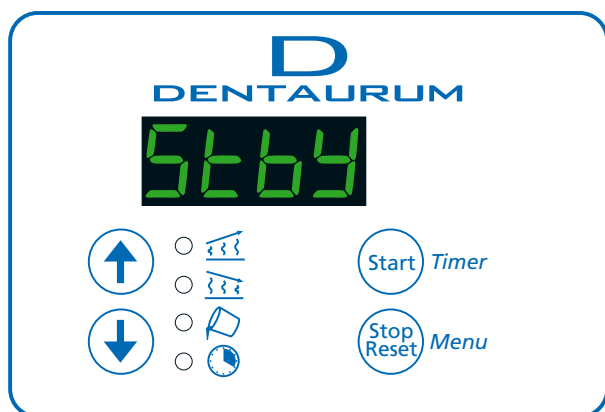 D
DENTAURUM
Stby
Start Timer
Stop
Reset Menu